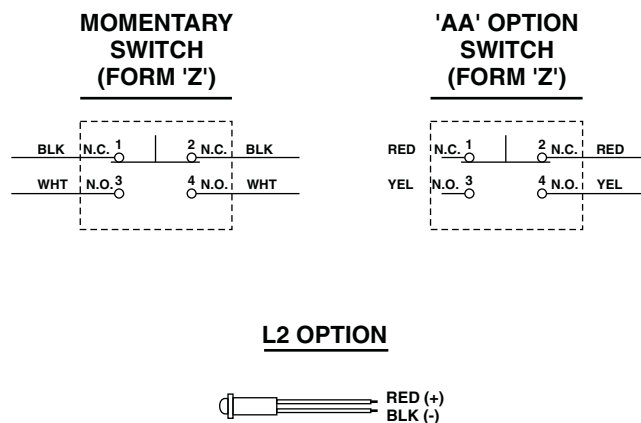 MOMENTARY
SWITCH
(FORM 'Z')
BLK N.C. 1 2 N.C. BLK
WHT N.O. 3 4 N.O. WHT
'AA' OPTION
SWITCH
(FORM 'Z')
RED N.C. 1 2 N.C. RED
YEL N.O. 3 4 N.O. YEL
L2 OPTION
RED (+)
BLK (-)